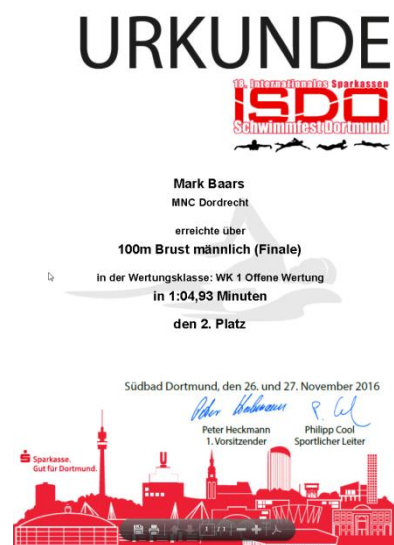 URKUNDE
18. Internationales Sparkassen
ISDO
Schwimmfest Dortmund
Mark Baars
MNC Dordrecht
erreichte über
100m Brust männlich (Finale)
in der Wertungsklasse: WK 1 Offene Wertung
in 1:04,93 Minuten
den 2. Platz
Südbad Dortmund, den 26. und 27. November 2016
Peter Heckmann
Philipp Cool
1. Vorsitzender
Sportlicher Leiter
Sparkasse.
Gut für Dortmund.